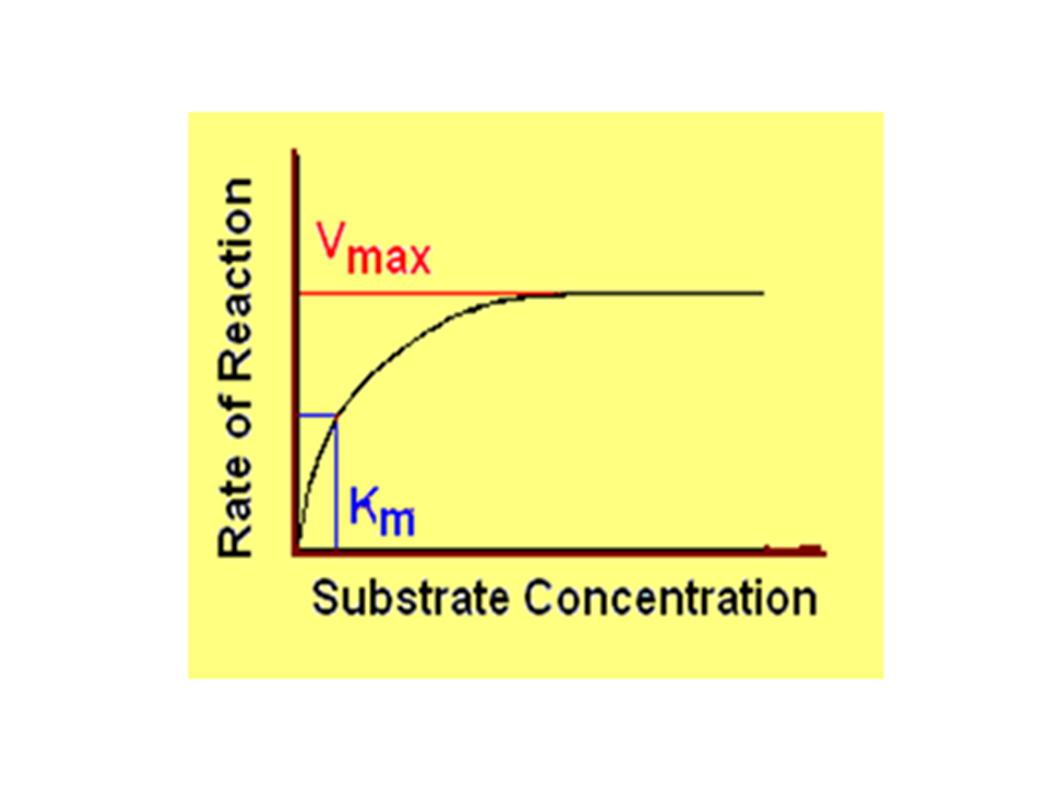 Rate of Reaction
Vmax
Km
Substrate Concentration